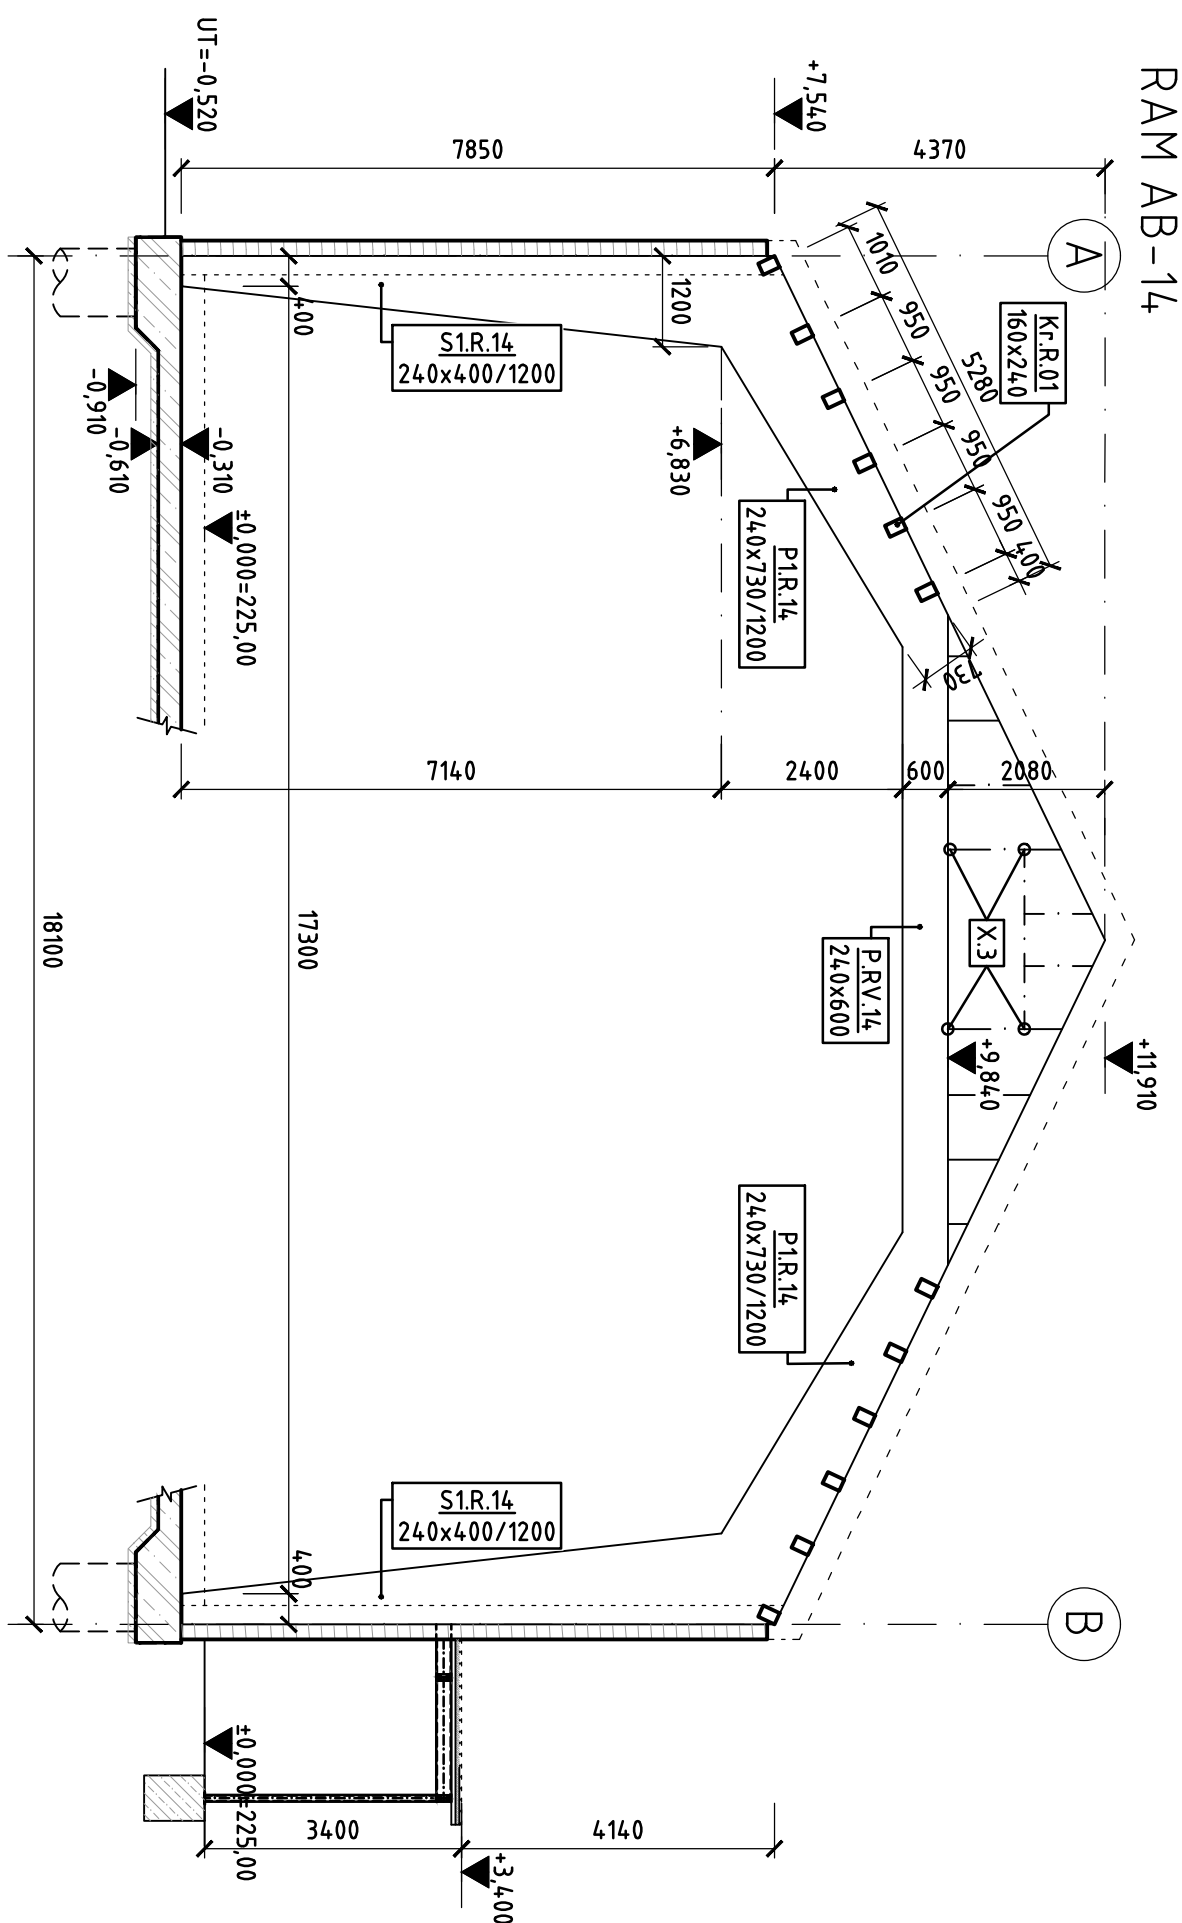 RAM AB-14
A
B
UT=-0,520
+7,540
7850
4370
1010
950
950
950
950
400
5280
Kr.R.01
160x240
1200
400
S1.R.14
240x400/1200
-0,910
-0,610
-0,310
±0,000=225,00
+6,830
P1.R.14
240x730/1200
730
7140
2400
600
2080
X.3
P.RV.14
240x600
+11,910
+9,840
18100
17300
P1.R.14
240x730/1200
S1.R.14
240x400/1200
400
±0,000=225,00
3400
4140
+3,400